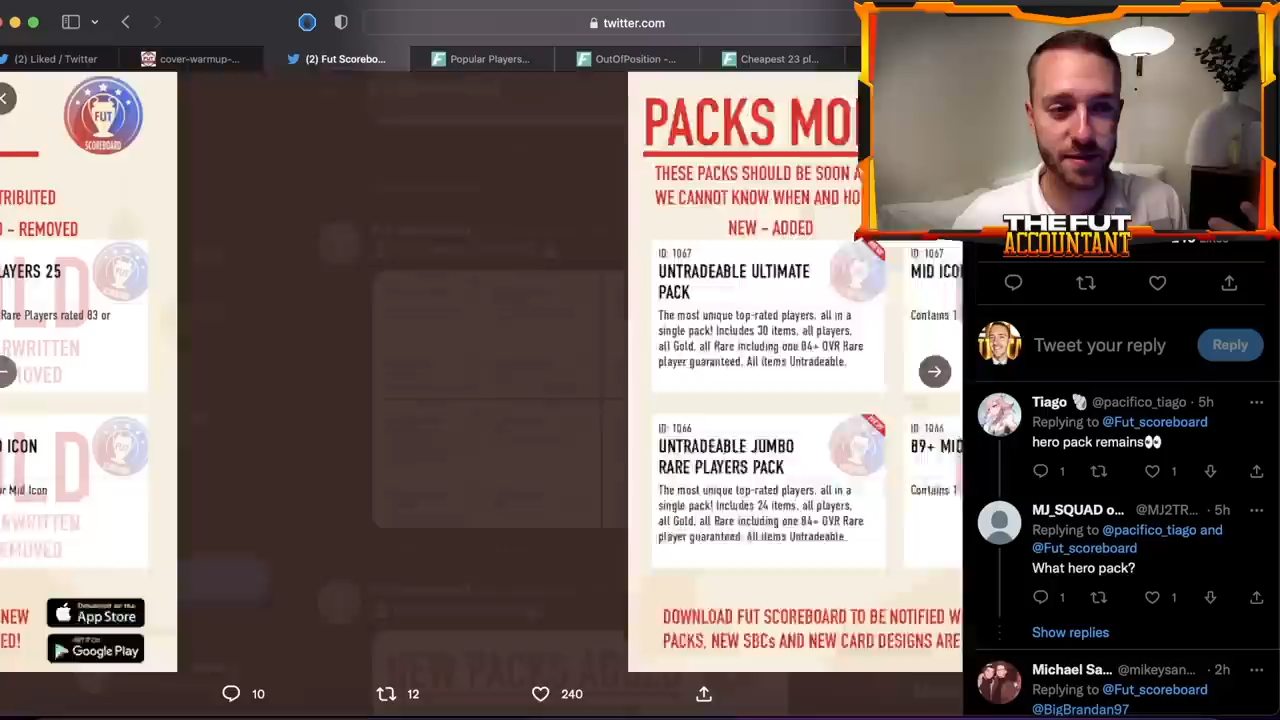 twitter.com
(2) Liked / Twitter
cover-warmup-...
(2) Fut Scorebo...
Popular Players...
OutOfPosition -...
Cheapest 23 pl...
FUT
SCOREBOARD
TRIBUTED
- REMOVED
AYERS 25
Rare Players rated 83 or
RWRITTEN
MOVED
ICON
or Mid Icon
RWRITTEN
EMOVED
NEW
ED!
App Store
GET IT ON
Google Play
PACKS MO
THESE PACKS SHOULD BE SOON A
WE CANNOT KNOW WHEN AND HO
NEW - ADDED
ID: 1067
UNTRADEABLE ULTIMATE
PACK
The most unique top-rated players, all in a
single pack! Includes 30 items, all players,
all Gold, all Rare including one 84+ OVR Rare
player guaranteed. All items Untradeable.
ID: 1067
MID ICO
Contains 1
ID: 1066
UNTRADEABLE JUMBO
RARE PLAYERS PACK
The most unique top-rated players, all in a
single pack! Includes 24 items, all players,
all Gold, all Rare including one 84+ OVR Rare
player guaranteed. All items Untradeable.
ID: 1066
89+ MID
Contains 1
DOWNLOAD FUT SCOREBOARD TO BE NOTIFIED W
PACKS, NEW SBCs AND NEW CARD DESIGNS ARE
10
12
240
THE FUT
ACCOUNTANT
Tweet your reply
Reply
Tiago @pacifico_tiago · 5h
Replying to @Fut_scoreboard
hero pack remains👀
1
1
MJ_SQUAD o... @MJ2TR... · 5h
Replying to @pacifico_tiago and
@Fut_scoreboard
What hero pack?
1
1
Show replies
Michael Sa... @mikeysan... · 2h
Replying to @Fut_scoreboard
@BigBrandan97